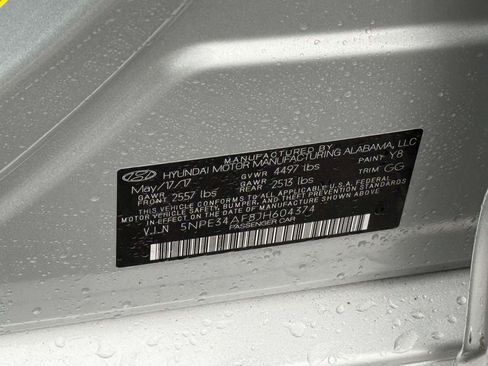 MANUFACTURED BY
HYUNDAI MOTOR MANUFACTURING ALABAMA, LLC
May/17/17 GVWR 4497 lbs PAINT Y8
GAWR FRONT 2557 lbs GAWR REAR 2513 lbs TRIM GG
THIS VEHICLE CONFORMS TO ALL APPLICABLE U.S.A. FEDERAL
MOTOR VEHICLE SAFETY, BUMPER, AND THEFT PREVENTION STANDARDS
IN EFFECT ON THE DATE OF MANUFACTURE SHOWN ABOVE.
V.I.N 5NPE34AF8JH604374
PASSENGER CAR